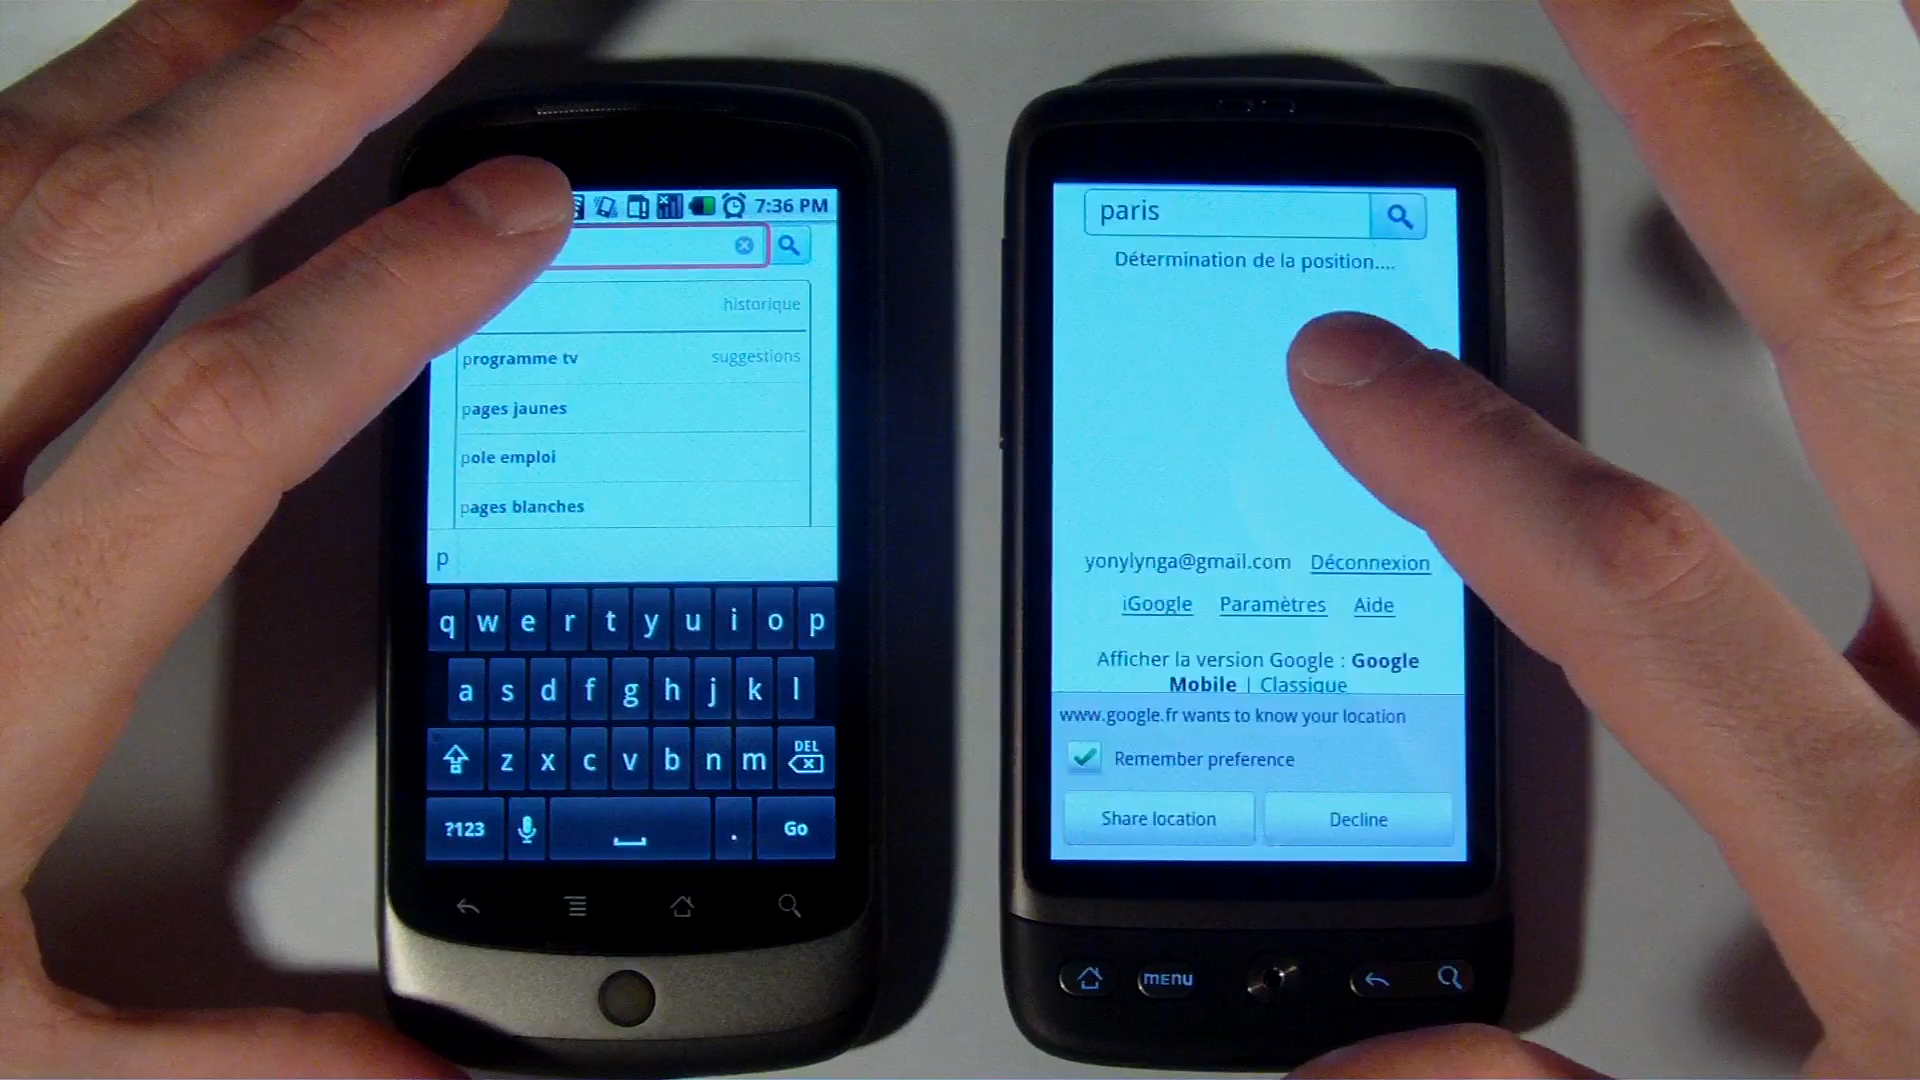 7:36 PM
historique
programme tv
suggestions
pages jaunes
pole emploi
pages blanches
p
q w e r t y u i o p
a s d f g h j k l
z x c v b n m DEL
?123 . Go
paris
Détermination de la position....
yonylynga@gmail.com Déconnexion
iGoogle Paramètres Aide
Afficher la version Google : Google
Mobile | Classique
www.google.fr wants to know your location
Remember preference
Share location Decline
MENU